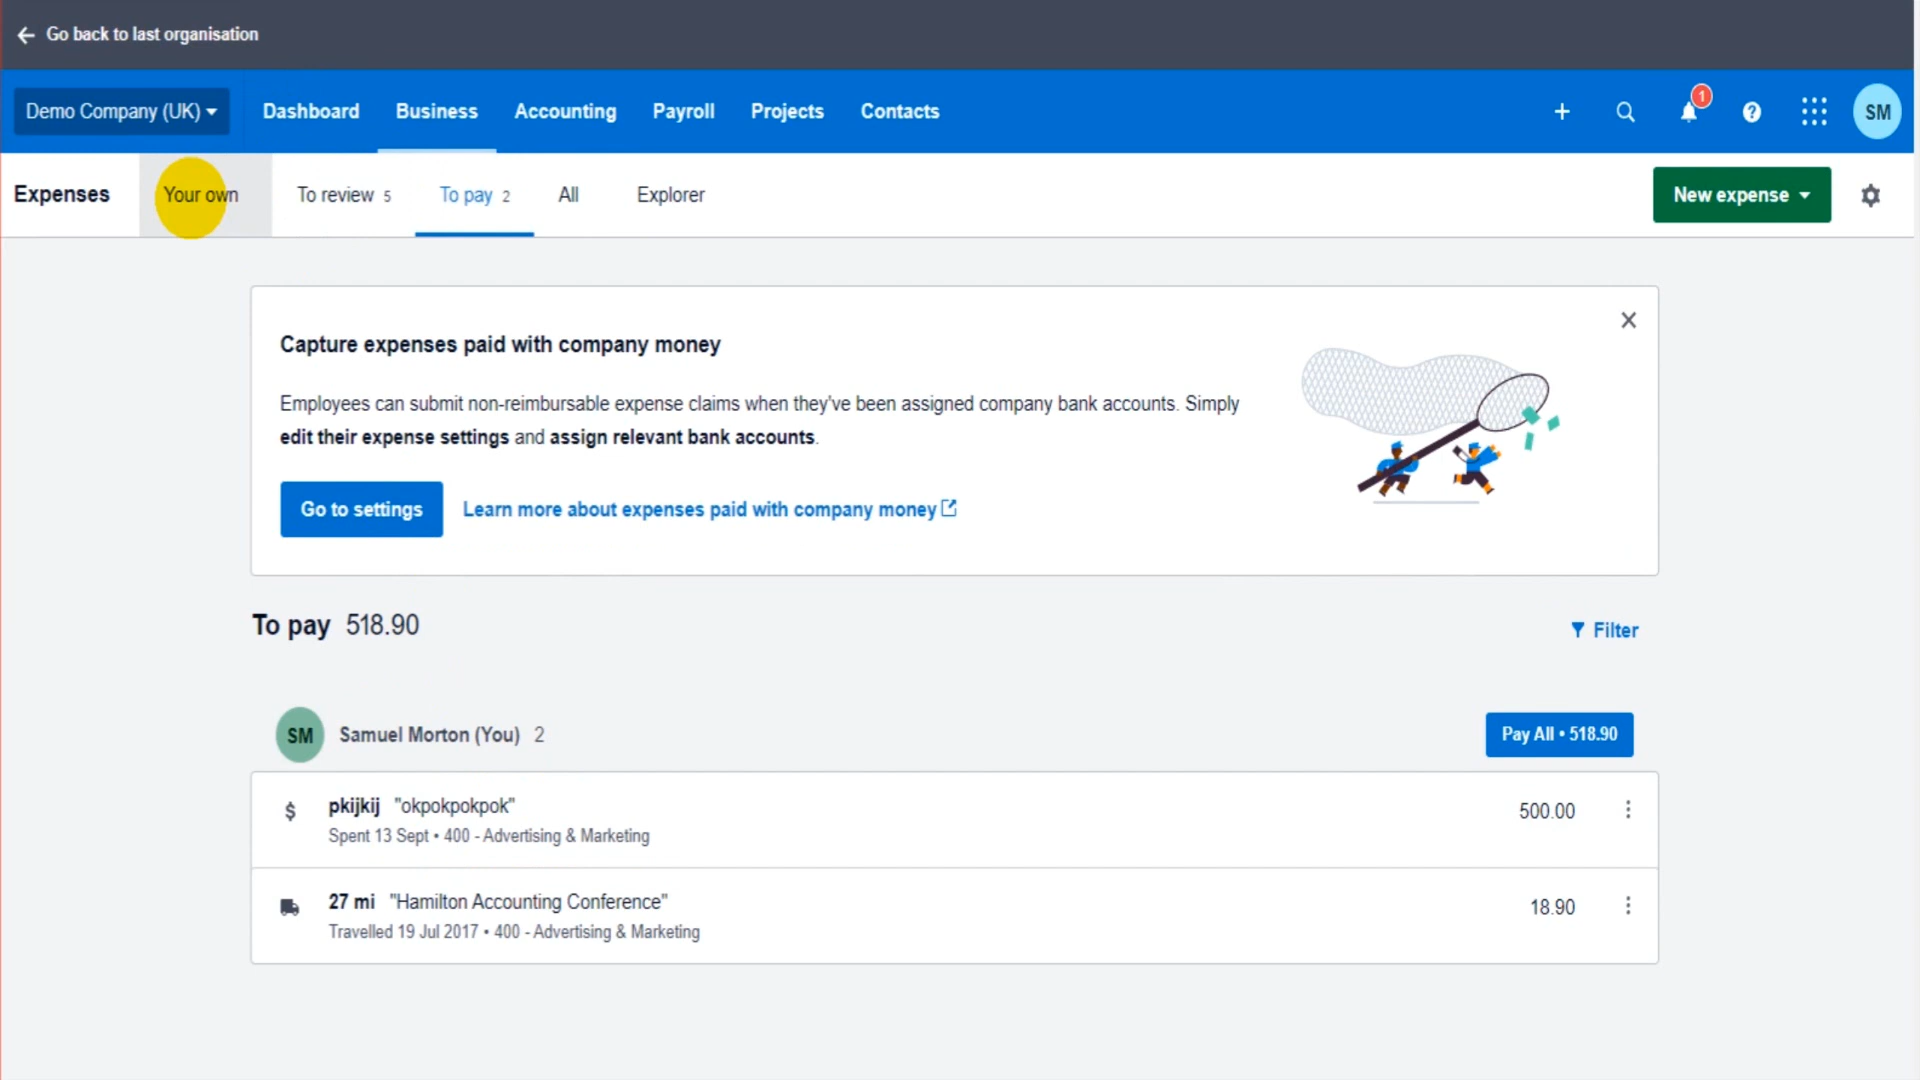 Go back to last organisation
Demo Company (UK) Dashboard Business Accounting Payroll Projects Contacts 1 SM
Expenses Your own To review 5 To pay 2 All Explorer New expense
Capture expenses paid with company money
Employees can submit non-reimbursable expense claims when they've been assigned company bank accounts. Simply
edit their expense settings and assign relevant bank accounts.
Go to settings Learn more about expenses paid with company money
To pay 518.90 Filter
SM Samuel Morton (You) 2 Pay All • 518.90
pkijkij "okpokpokpok" 500.00
Spent 13 Sept • 400 - Advertising & Marketing
27 mi "Hamilton Accounting Conference" 18.90
Travelled 19 Jul 2017 • 400 - Advertising & Marketing